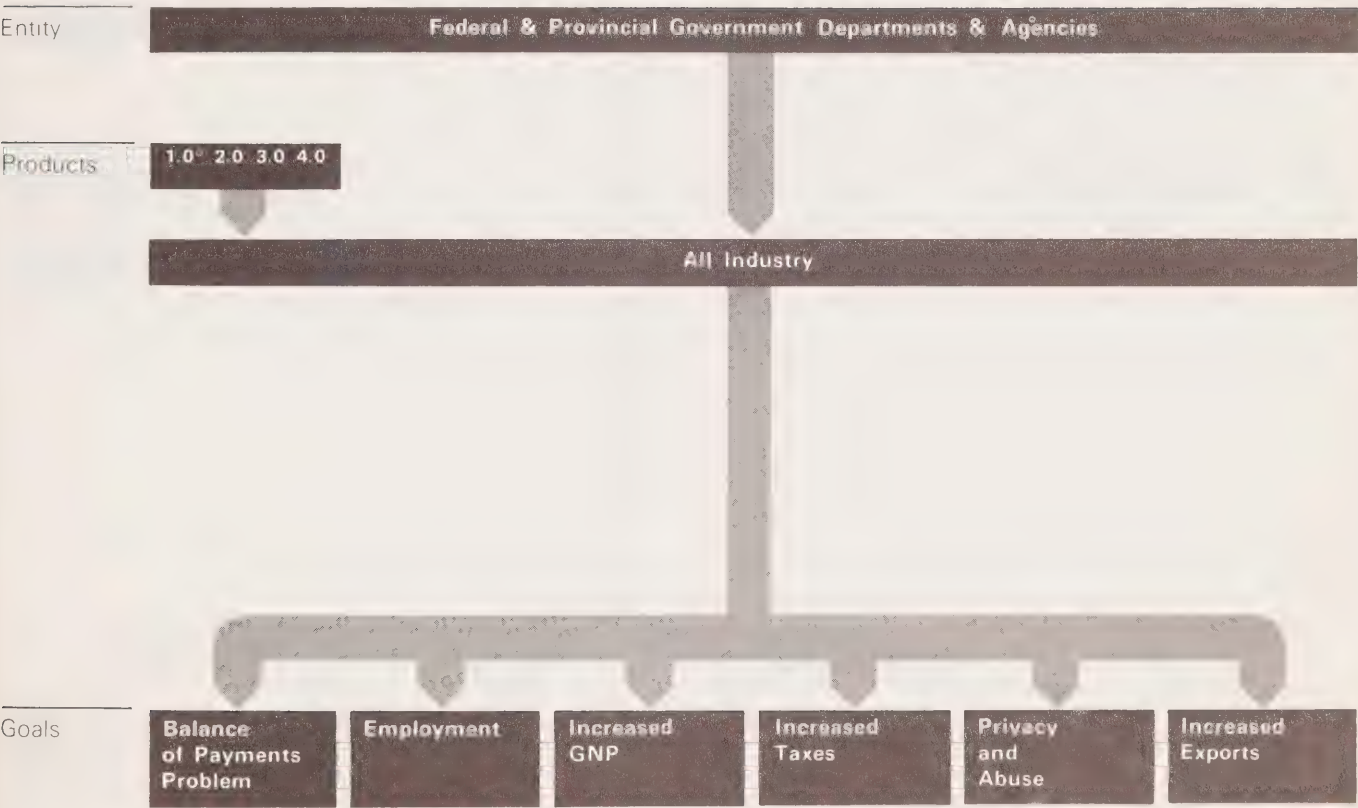 Entity
Federal & Provincial Government Departments & Agencies
Products
1.0 2.0 3.0 4.0
All Industry
Goals
Balance
of Payments
Problem
Employment
Increased
GNP
Increased
Taxes
Privacy
and
Abuse
Increased
Exports